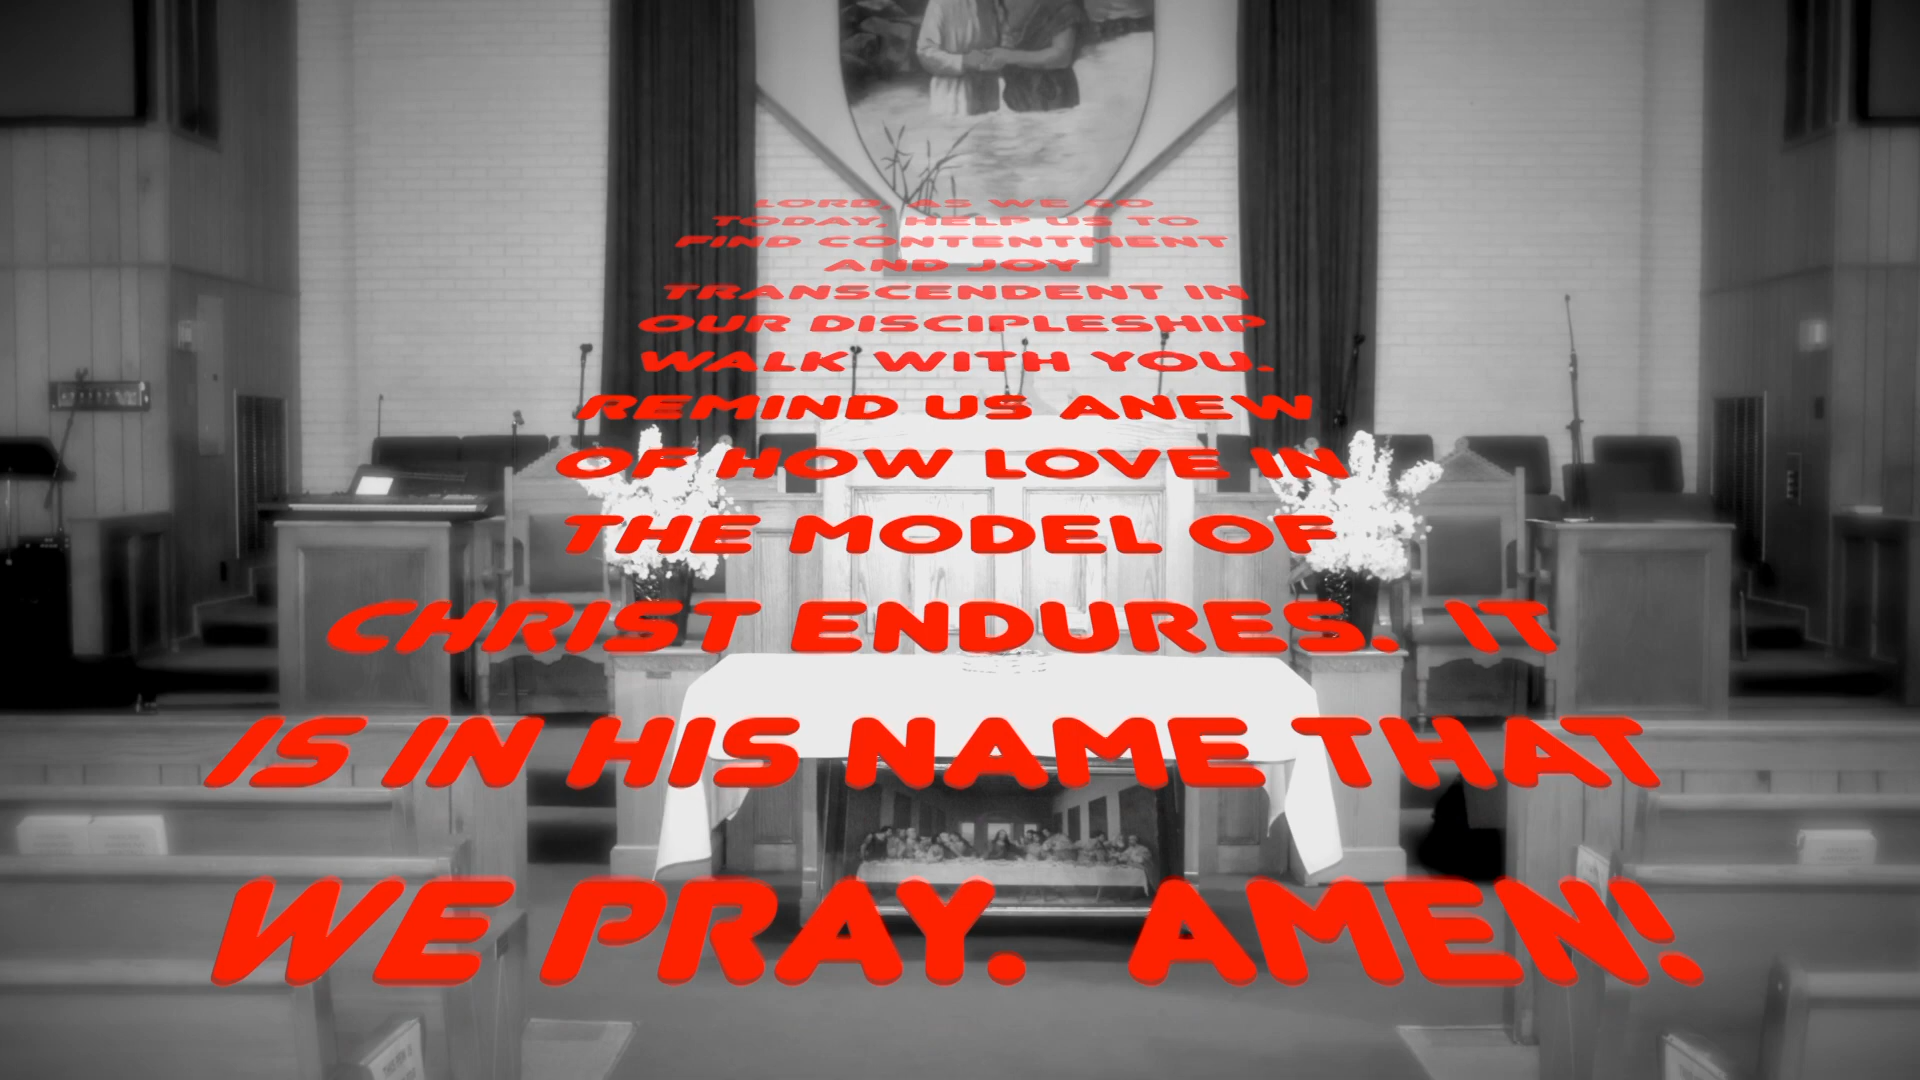 LORD, AS WE GO
TODAY, HELP US TO
FIND CONTENTMENT
AND JOY
TRANSCENDENT IN
OUR DISCIPLESHIP
WALK WITH YOU.
REMIND US ANEW
OF HOW LOVE IN
THE MODEL OF
CHRIST ENDURES. IT
IS IN HIS NAME THAT
WE PRAY. AMEN!